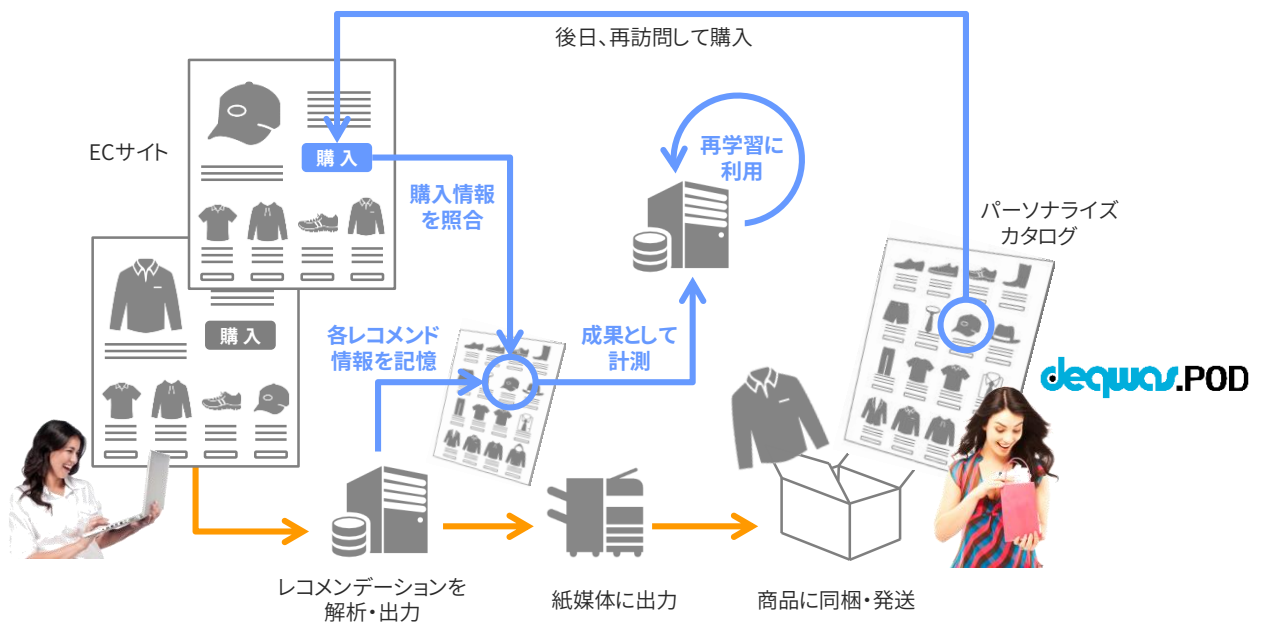 後日、再訪問して購入
ECサイト
購 入
購入情報
を照合
再学習に
利用
パーソナライズ
カタログ
購 入
各レコメンド
情報を記憶
成果として
計測
deqwas.POD
レコメンデーションを
解析・出力
紙媒体に出力
商品に同梱・発送